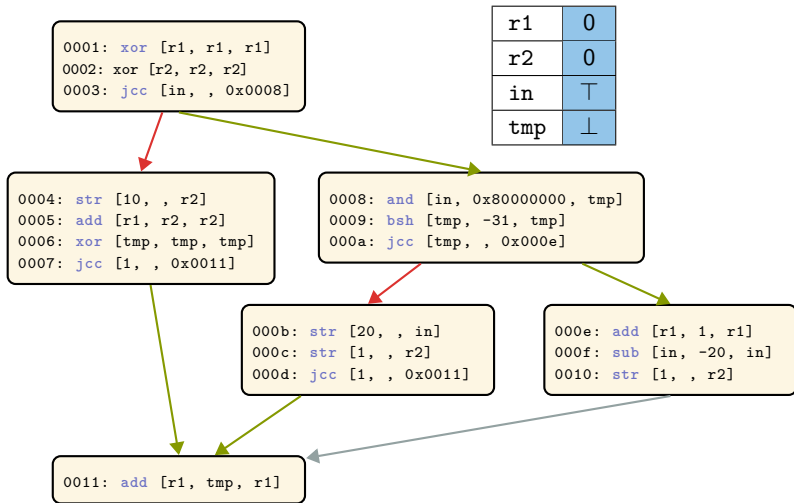 0001: xor [r1, r1, r1]
0002: xor [r2, r2, r2]
0003: jcc [in, , 0x0008]
r1 0
r2 0
in ⊤
tmp ⊥
0004: str [10, , r2]
0005: add [r1, r2, r2]
0006: xor [tmp, tmp, tmp]
0007: jcc [1, , 0x0011]
0008: and [in, 0x80000000, tmp]
0009: bsh [tmp, -31, tmp]
000a: jcc [tmp, , 0x000e]
000b: str [20, , in]
000c: str [1, , r2]
000d: jcc [1, , 0x0011]
000e: add [r1, 1, r1]
000f: sub [in, -20, in]
0010: str [1, , r2]
0011: add [r1, tmp, r1]